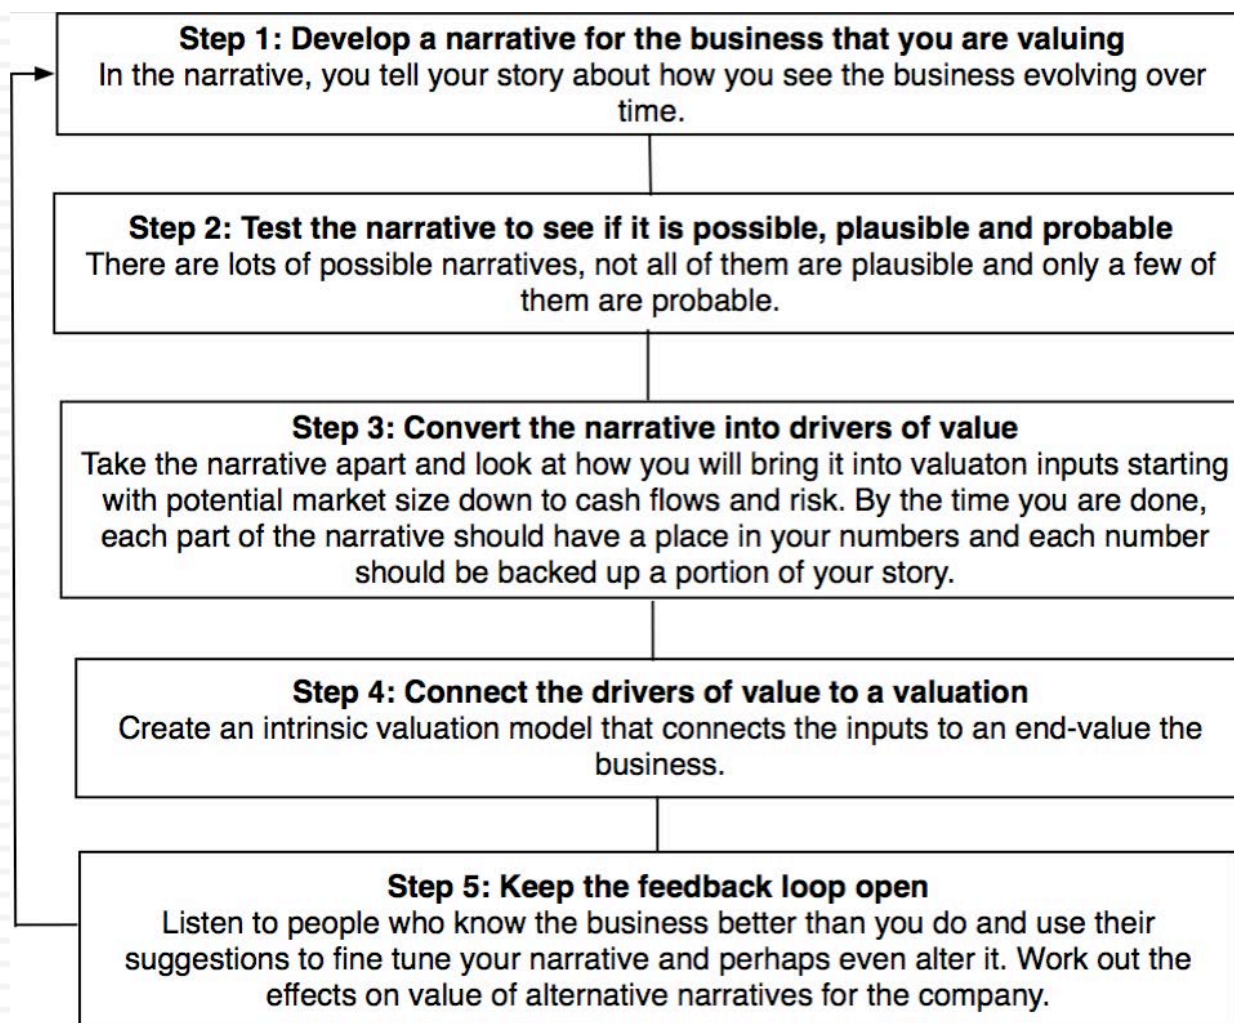 Step 1: Develop a narrative for the business that you are valuing
In the narrative, you tell your story about how you see the business evolving over
time.
Step 2: Test the narrative to see if it is possible, plausible and probable
There are lots of possible narratives, not all of them are plausible and only a few of
them are probable.
Step 3: Convert the narrative into drivers of value
Take the narrative apart and look at how you will bring it into valuaton inputs starting
with potential market size down to cash flows and risk. By the time you are done,
each part of the narrative should have a place in your numbers and each number
should be backed up a portion of your story.
Step 4: Connect the drivers of value to a valuation
Create an intrinsic valuation model that connects the inputs to an end-value the
business.
Step 5: Keep the feedback loop open
Listen to people who know the business better than you do and use their
suggestions to fine tune your narrative and perhaps even alter it. Work out the
effects on value of alternative narratives for the company.